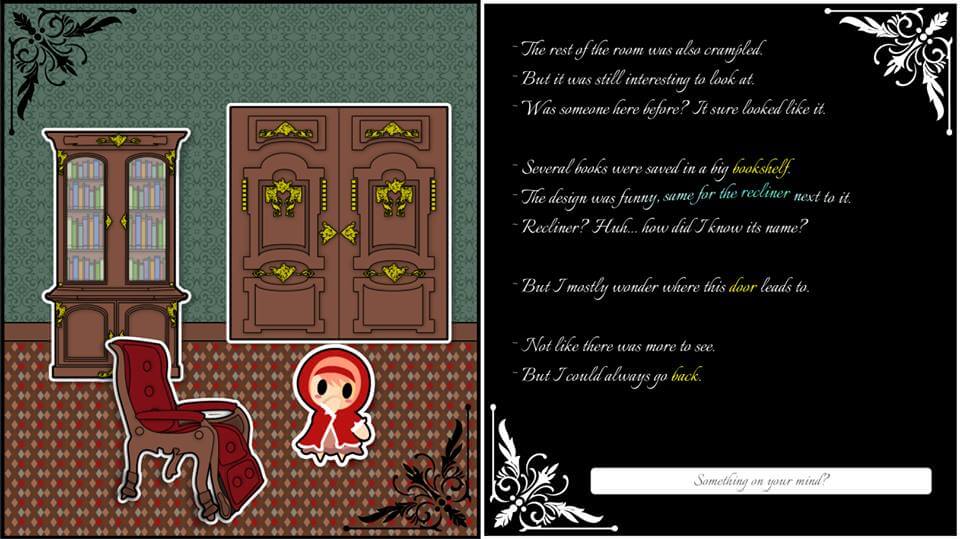 ~ The rest of the room was also crampled.
~ But it was still interesting to look at.
~ Was someone here before? It sure looked like it.
~ Several books were saved in a big bookshelf.
~ The design was funny, same for the recliner next to it.
~ Recliner? Huh... how did I know its name?
~ But I mostly wonder where this door leads to.
~ Not like there was more to see.
~ But I could always go back.
Something on your mind?